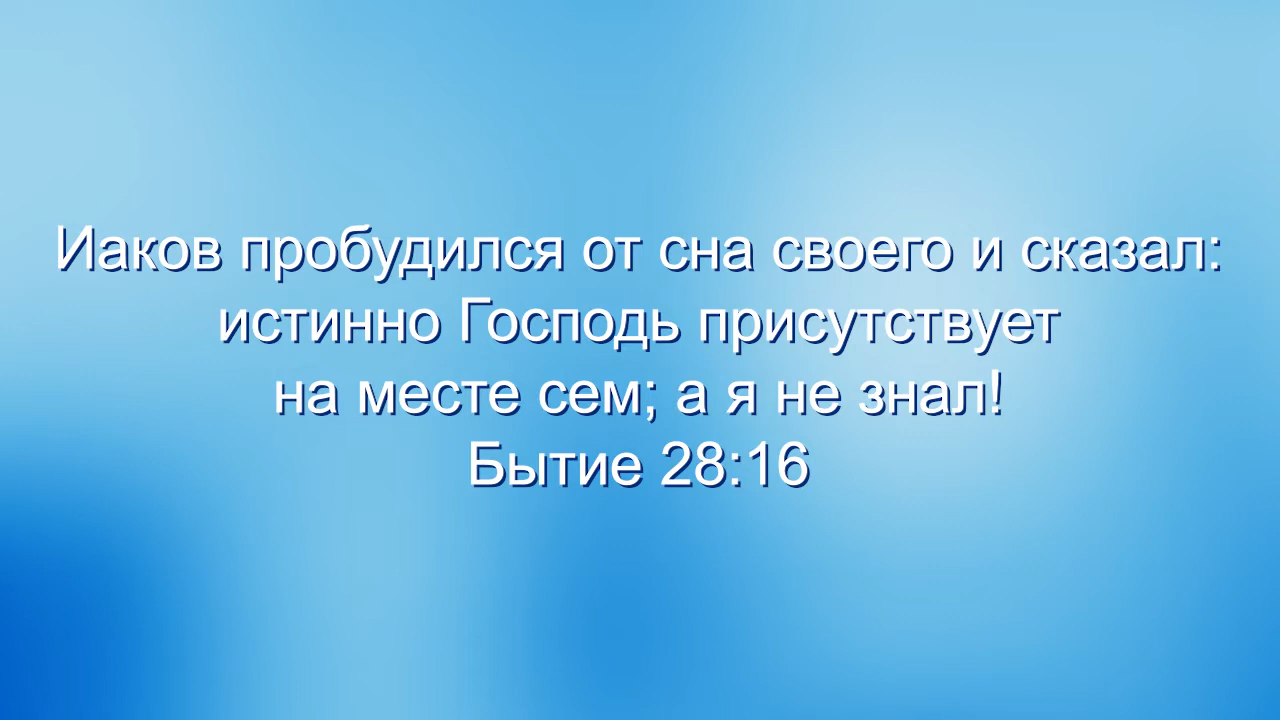 Иаков пробудился от сна своего и сказал:
истинно Господь присутствует
на месте сем; а я не знал!
Бытие 28:16